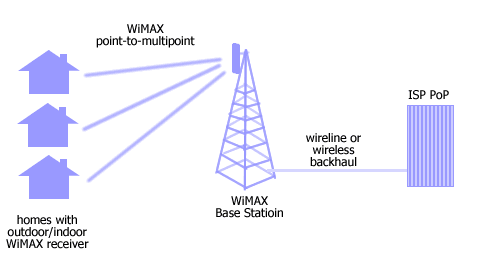 WiMAX
point-to-multipoint
ISP PoP
wireline or
wireless
backhaul
WiMAX
Base Statioin
homes with
outdoor/indoor
WiMAX receiver